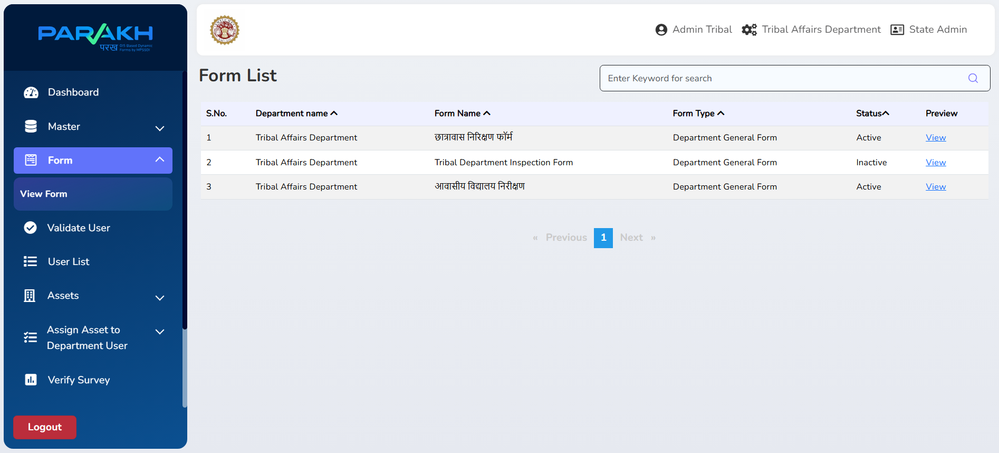 PARAKH
परख GIS Based Dynamic
Forms by MPSSDI
Admin Tribal Tribal Affairs Department State Admin
Form List
Enter Keyword for search
Dashboard
Master
Form
View Form
Validate User
User List
Assets
Assign Asset to
Department User
Verify Survey
Logout
S.No. Department name Form Name Form Type Status Preview
1 Tribal Affairs Department छात्रावास निरिक्षण फॉर्म Department General Form Active View
2 Tribal Affairs Department Tribal Department Inspection Form Department General Form Inactive View
3 Tribal Affairs Department आवासीय विद्यालय निरीक्षण Department General Form Active View
« Previous 1 Next »